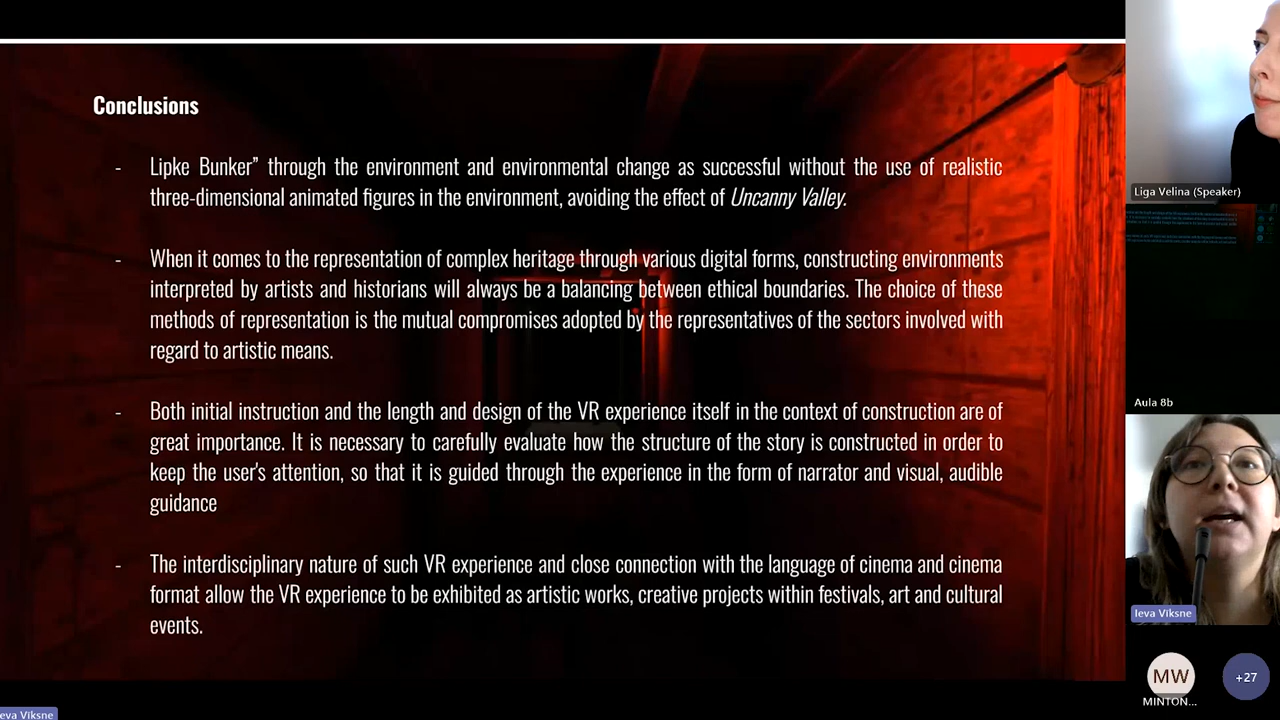 Conclusions
- Lipke Bunker” through the environment and environmental change as successful without the use of realistic
three-dimensional animated figures in the environment, avoiding the effect of Uncanny Valley.
- When it comes to the representation of complex heritage through various digital forms, constructing environments
interpreted by artists and historians will always be a balancing between ethical boundaries. The choice of these
methods of representation is the mutual compromises adopted by the representatives of the sectors involved with
regard to artistic means.
- Both initial instruction and the length and design of the VR experience itself in the context of construction are of
great importance. It is necessary to carefully evaluate how the structure of the story is constructed in order to
keep the user's attention, so that it is guided through the experience in the form of narrator and visual, audible
guidance
- The interdisciplinary nature of such VR experience and close connection with the language of cinema and cinema
format allow the VR experience to be exhibited as artistic works, creative projects within festivals, art and cultural
events.
Liga Velina (Speaker)
Aula 8b
Ieva Vīksne
MW
MINTON...
+27
eva Vīksne